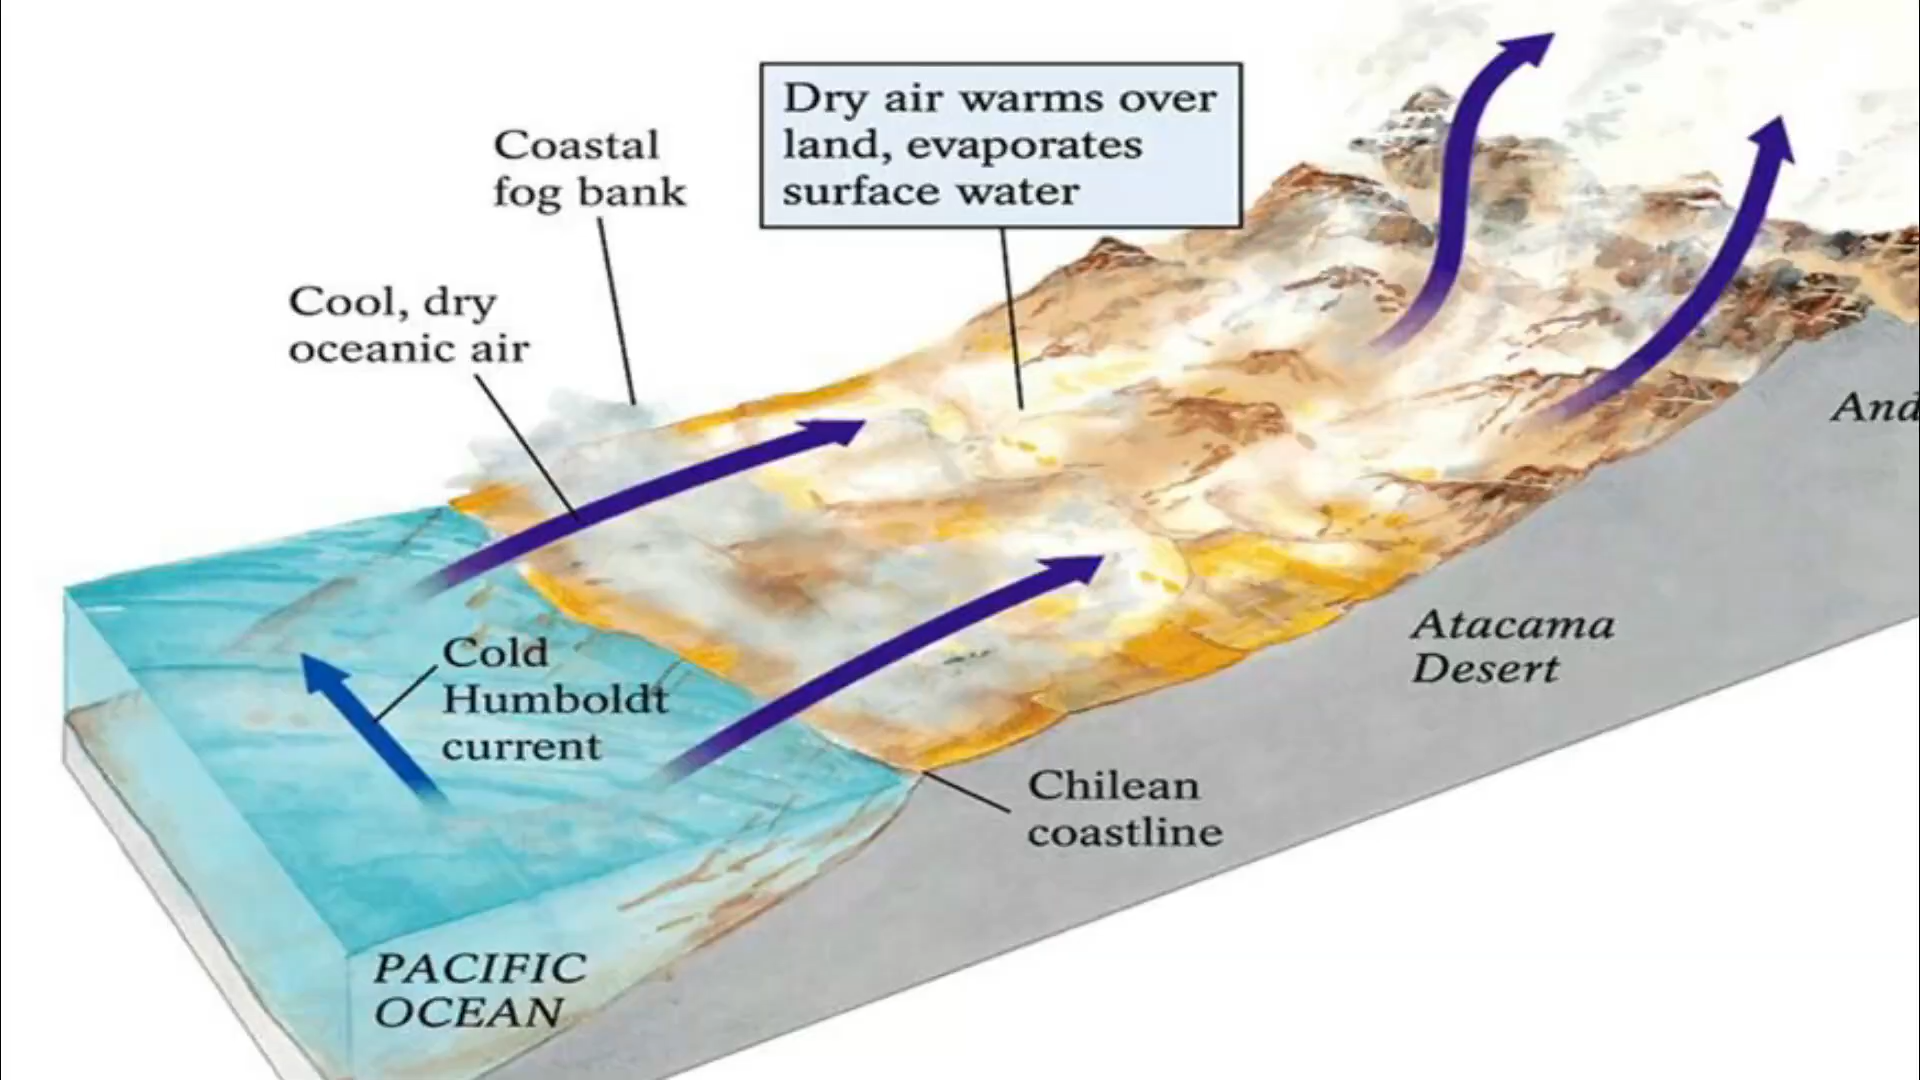 Dry air warms over
land, evaporates
surface water
Coastal
fog bank
Cool, dry
oceanic air
And
Atacama
Desert
Cold
Humboldt
current
Chilean
coastline
PACIFIC
OCEAN